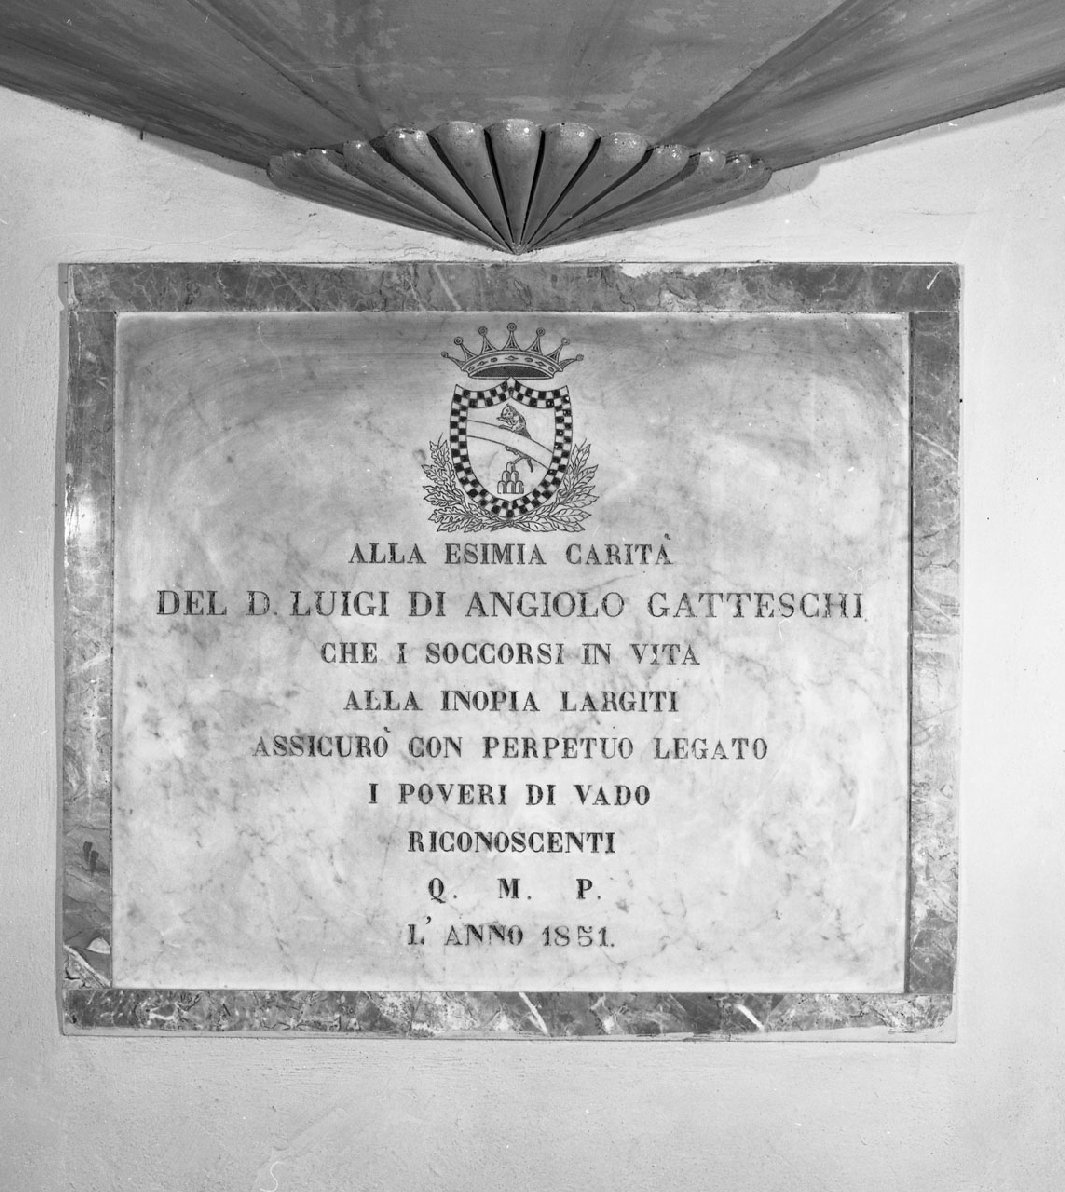 ALLA ESIMIA CARITÀ
DEL D. LUIGI DI ANGIOLO GATTESCHI.
CHE I SOCCORSI IN VITA
ALLA INOPIA LARGITI
ASSICURÒ CON PERPETUO LEGATO
I POVERI DI VADO
RICONOSCENTI
Q. M. P.
L' ANNO 1851.